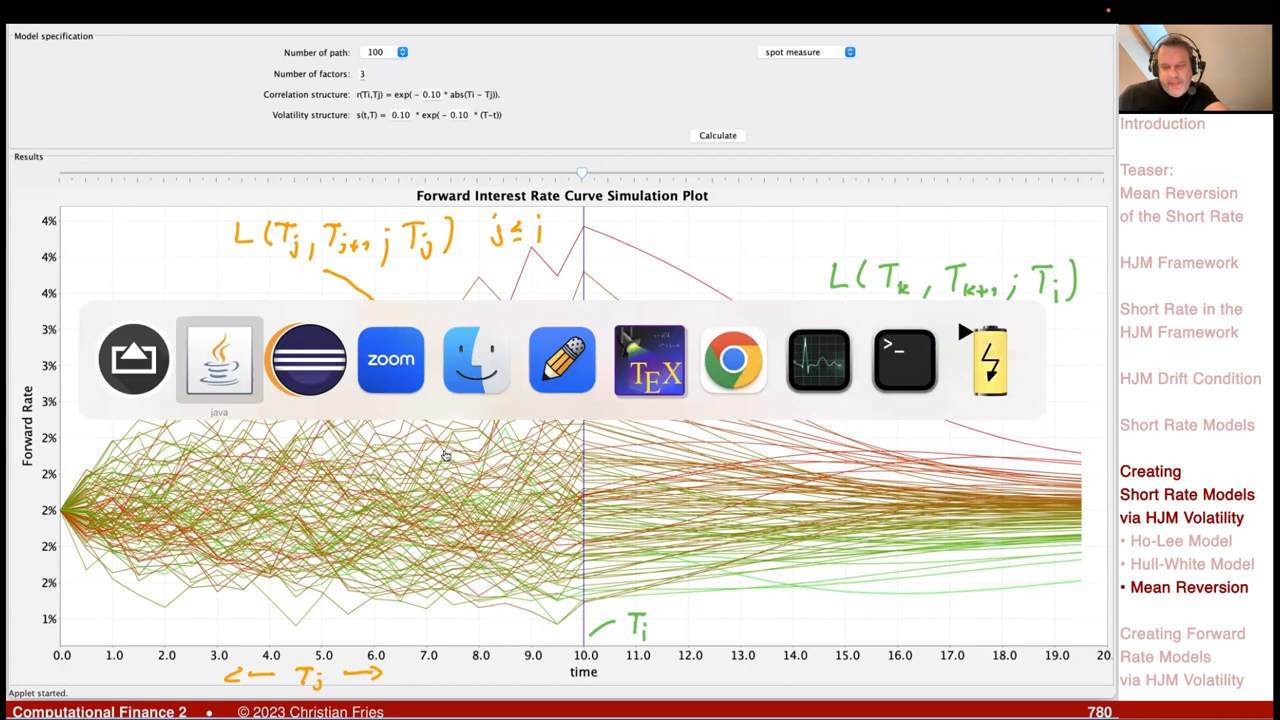 Model specification
Number of path: 100
spot measure
Number of factors: 3
Correlation structure: r(Ti,Tj) = exp(- 0.10 * abs(Ti - Tj)).
Volatility structure: s(t,T) = 0.10 * exp(- 0.10 * (T-t))
Calculate
Results
Forward Interest Rate Curve Simulation Plot
L(Tj, Tj+1; Tj) j≤i
L(Tk, Tk+1; Ti)
4%
4%
4%
3%
3%
3%
2%
2%
2%
2%
2%
1%
Forward Rate
zoom
TEX
>_
java
Ti
0.0 1.0 2.0 3.0 4.0 5.0 6.0 7.0 8.0 9.0 10.0 11.0 12.0 13.0 14.0 15.0 16.0 17.0 18.0 19.0 20.
time
<— Tj —>
Applet started.
Introduction
Teaser:
Mean Reversion
of the Short Rate
HJM Framework
Short Rate in the
HJM Framework
HJM Drift Condition
Short Rate Models
Creating
Short Rate Models
via HJM Volatility
• Ho-Lee Model
• Hull-White Model
• Mean Reversion
Creating Forward
Rate Models
via HJM Volatility
Computational Finance 2 • © 2023 Christian Fries 780